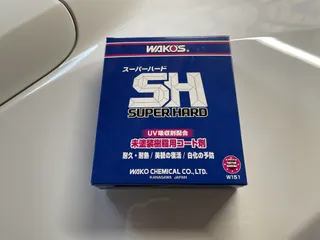 WAKO'S®
スーパーハード
SH
SUPER HARD
UV吸収剤配合
未塗装樹脂用コート剤
耐久・耐熱/美観の復活/白化の予防
WAKO CHEMICAL CO., LTD.
KANAGAWA JAPAN
W151